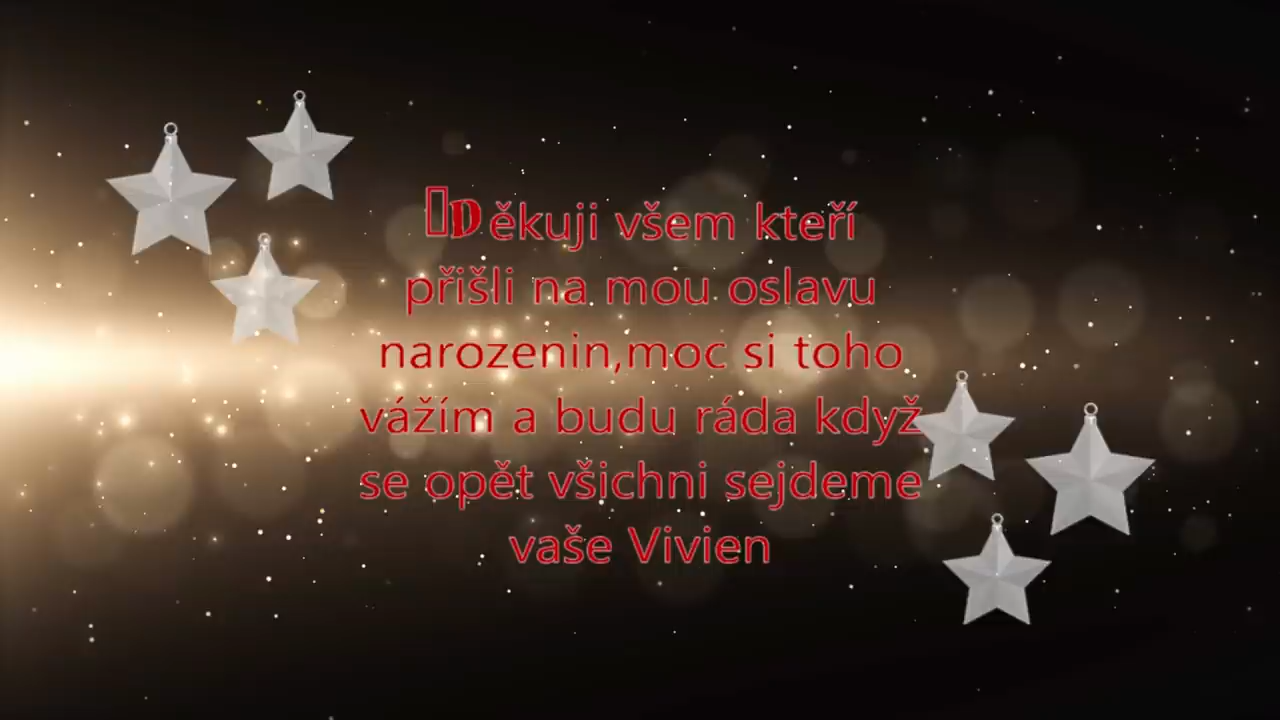 Děkuji všem kteří
přišli na mou oslavu
narozenin,moc si toho
vážím a budu ráda když
se opět všichni sejdeme
vaše Vivien